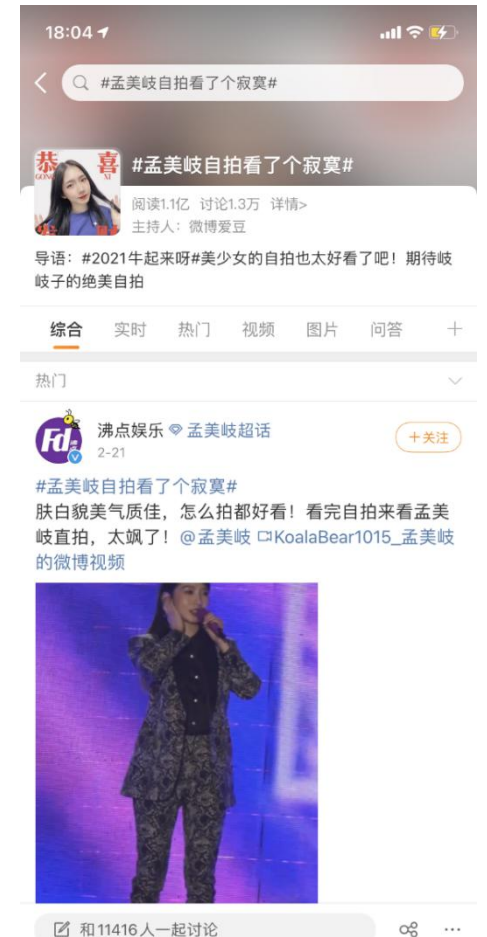 18:04
#孟美岐自拍看了个寂寞#
恭 喜
GONG XI
#孟美岐自拍看了个寂寞#
阅读1.1亿 讨论1.3万 详情>
主持人：微博爱豆
导语：#2021牛起来呀#美少女的自拍也太好看了吧！期待岐
岐子的绝美自拍
综合 实时 热门 视频 图片 问答
热门
Fd
沸点娱乐 孟美岐超话
2-21
+关注
#孟美岐自拍看了个寂寞#
肤白貌美气质佳，怎么拍都好看！看完自拍来看孟美
岐直拍，太飒了！@孟美岐 KoalaBear1015_孟美岐
的微博视频
和11416人一起讨论